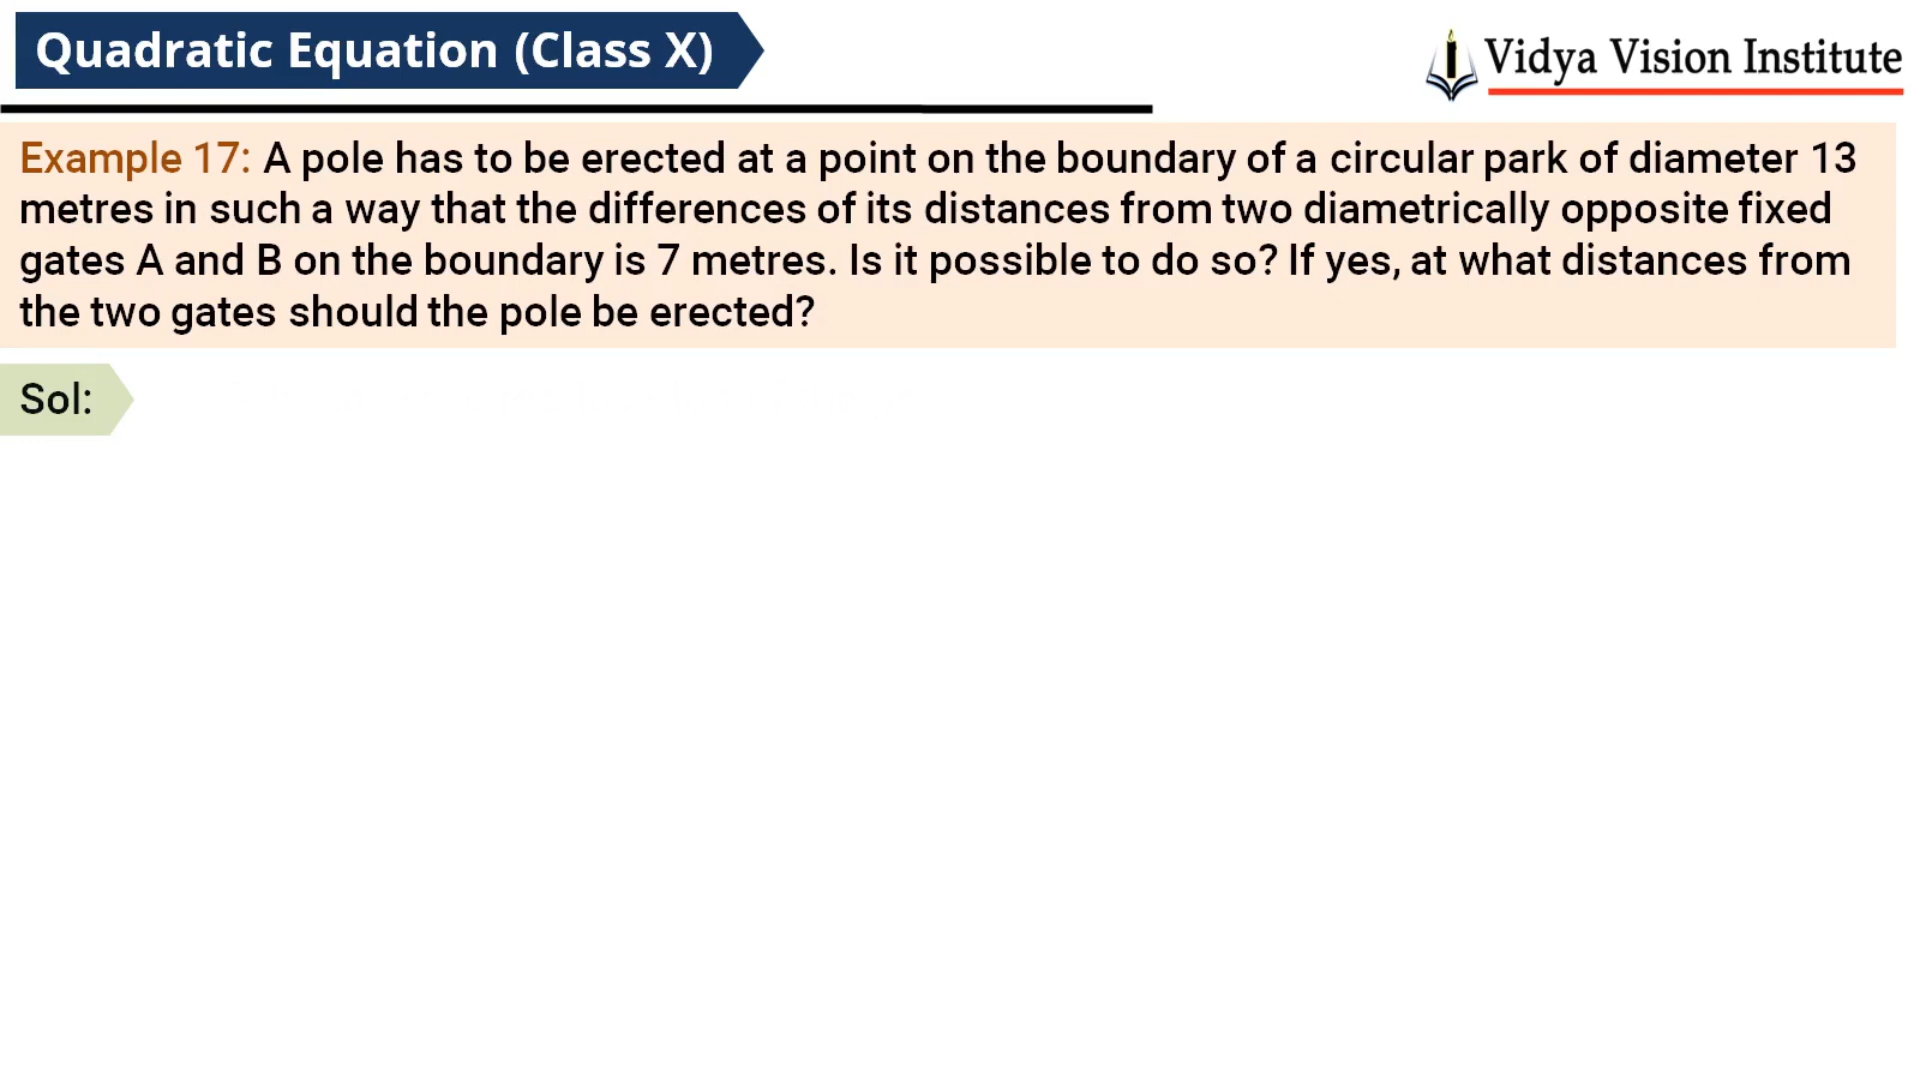 Quadratic Equation (Class X)
Vidya Vision Institute
Example 17: A pole has to be erected at a point on the boundary of a circular park of diameter 13
metres in such a way that the differences of its distances from two diametrically opposite fixed
gates A and B on the boundary is 7 metres. Is it possible to do so? If yes, at what distances from
the two gates should the pole be erected?
Sol: